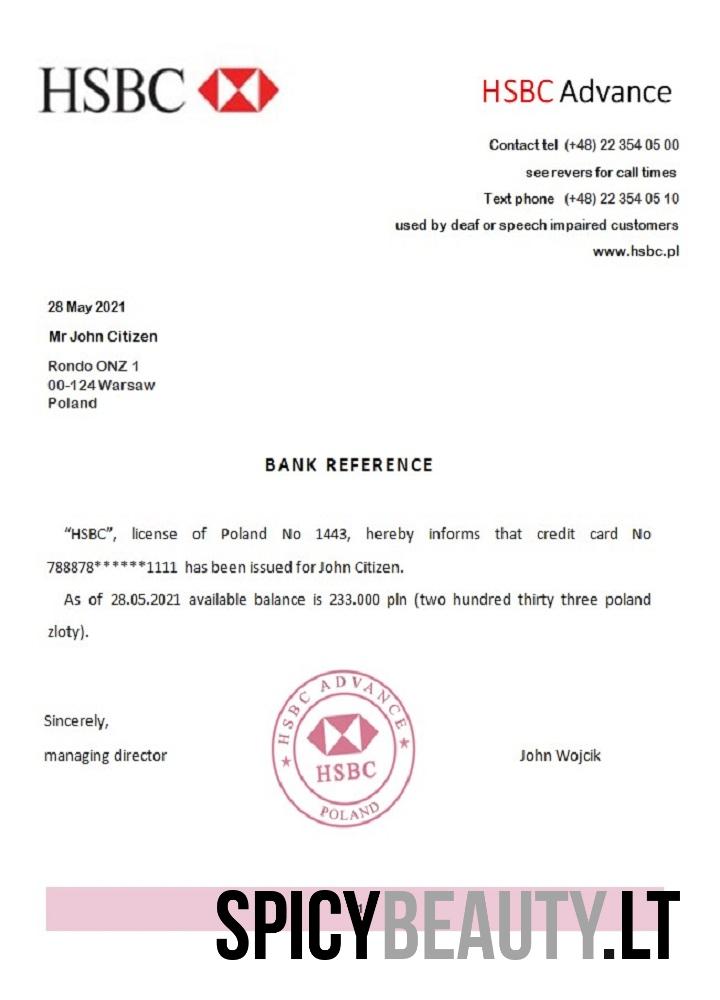 HSBC
HSBC Advance
Contact tel (+48) 22 354 05 00
see revers for call times
Text phone (+48) 22 354 05 10
used by deaf or speech impaired customers
www.hsbc.pl
28 May 2021
Mr John Citizen
Rondo ONZ 1
00-124 Warsaw
Poland
BANK REFERENCE
“HSBC”, license of Poland No 1443, hereby informs that credit card No
788878******1111 has been issued for John Citizen.
As of 28.05.2021 available balance is 233.000 pln (two hundred thirty three poland
zloty).
Sincerely,
managing director
HSBC ADVANCE
HSBC
POLAND
John Wojcik
SPICYBEAUTY.LT